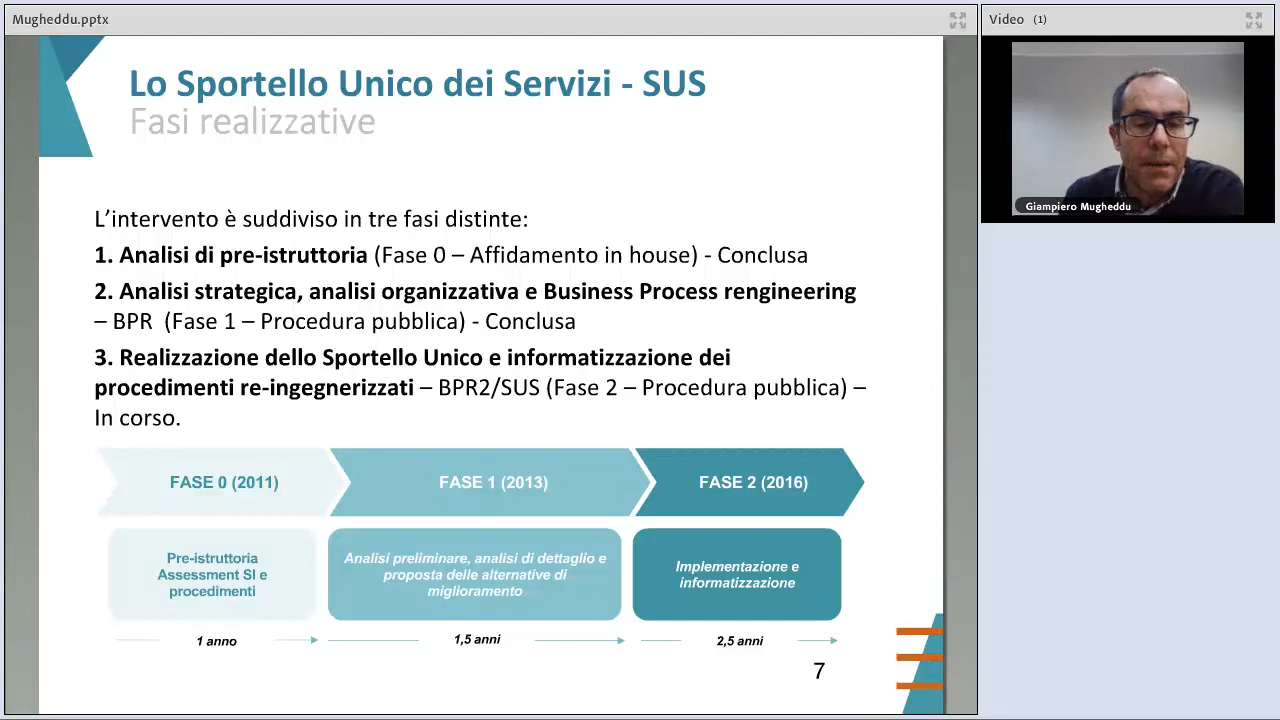 Mugheddu.pptx
Video (1)
Lo Sportello Unico dei Servizi - SUS
Fasi realizzative
Giampiero Mugheddu
L'intervento è suddiviso in tre fasi distinte:
1. Analisi di pre-istruttoria (Fase 0 – Affidamento in house) - Conclusa
2. Analisi strategica, analisi organizzativa e Business Process rengineering
– BPR (Fase 1 – Procedura pubblica) - Conclusa
3. Realizzazione dello Sportello Unico e informatizzazione dei
procedimenti re-ingegnerizzati – BPR2/SUS (Fase 2 – Procedura pubblica) –
In corso.
FASE 0 (2011)
FASE 1 (2013)
FASE 2 (2016)
Pre-istruttoria
Assessment SI e
procedimenti
Analisi preliminare, analisi di dettaglio e
proposta delle alternative di
miglioramento
Implementazione e
informatizzazione
1 anno
1,5 anni
2,5 anni
7